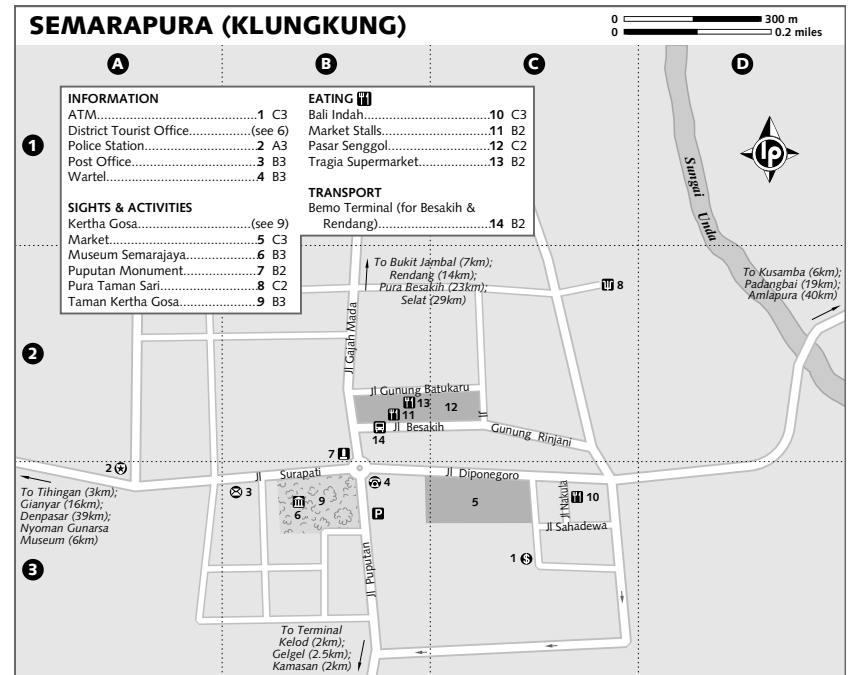 SEMARAPURA (KLUNGKUNG)
0 300 m
0 0.2 miles
A B C D
1
INFORMATION
ATM...............................................1 C3
District Tourist Office................(see 6)
Police Station................................2 A3
Post Office....................................3 B3
Wartel...........................................4 B3
SIGHTS & ACTIVITIES
Kertha Gosa..............................(see 9)
Market...........................................5 C3
Museum Semarajaya.....................6 B3
Puputan Monument......................7 B2
Pura Taman Sari............................8 C2
Taman Kertha Gosa......................9 B3
EATING
Bali Indah....................................10 C3
Market Stalls...............................11 B2
Pasar Senggol.............................12 C2
Tragia Supermarket.....................13 B2
TRANSPORT
Bemo Terminal (for Besakih &
Rendang)....................................14 B2
lp
Sungai Unda
To Bukit Jambal (7km);
Rendang (14km);
Pura Besakih (23km);
Selat (29km)
8
To Kusamba (6km);
Padangbai (19km);
Amlapura (40km)
2
Jl Gajah Mada
Jl Gunung Batukaru
13
12
11
Jl Besakih
14
Jl Gunung Rinjani
7
2
Jl Surapati
Jl Diponegoro
4
3
To Tihingan (3km);
Gianyar (16km);
Denpasar (39km);
Nyoman Gunarsa
Museum (6km)
9
6
P
5
Jl Nakula
10
Jl Sahadewa
3
1 $
Jl Puputan
To Terminal
Kelod (2km);
Gelgel (2.5km);
Kamasan (2km)